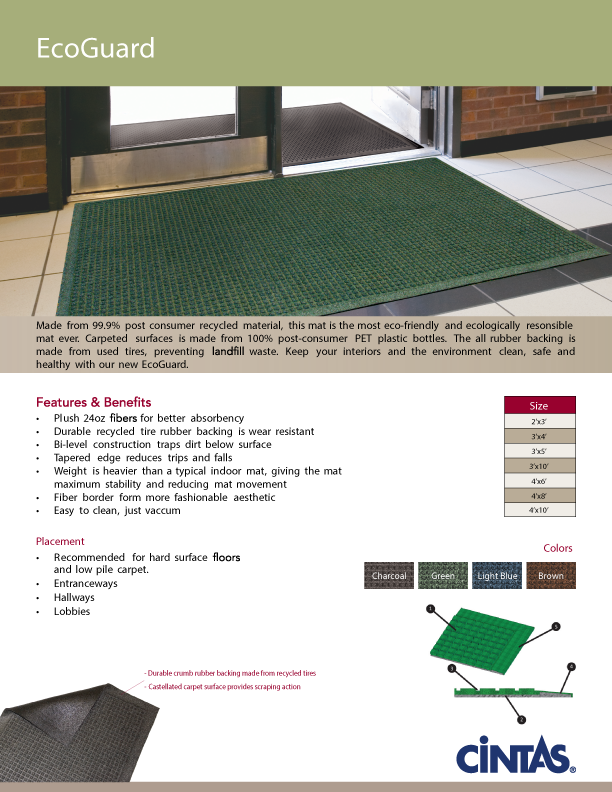 EcoGuard
Made from 99.9% post consumer recycled material, this mat is the most eco-friendly and ecologically resonsible
mat ever. Carpeted surfaces is made from 100% post-consumer PET plastic bottles. The all rubber backing is
made from used tires, preventing landfill waste. Keep your interiors and the environment clean, safe and
healthy with our new EcoGuard.
Features & Benefits
• Plush 24oz fibers for better absorbency
• Durable recycled tire rubber backing is wear resistant
• Bi-level construction traps dirt below surface
• Tapered edge reduces trips and falls
• Weight is heavier than a typical indoor mat, giving the mat
maximum stability and reducing mat movement
• Fiber border form more fashionable aesthetic
• Easy to clean, just vaccum
Size
2'x3'
3'x4'
3'x5'
3'x10'
4'x6'
4'x8'
4'x10'
Placement
• Recommended for hard surface floors
and low pile carpet.
• Entranceways
• Hallways
• Lobbies
Colors
Charcoal Green Light Blue Brown
1
5
3
4
2
- Durable crumb rubber backing made from recycled tires
- Castellated carpet surface provides scraping action
CINTAS®